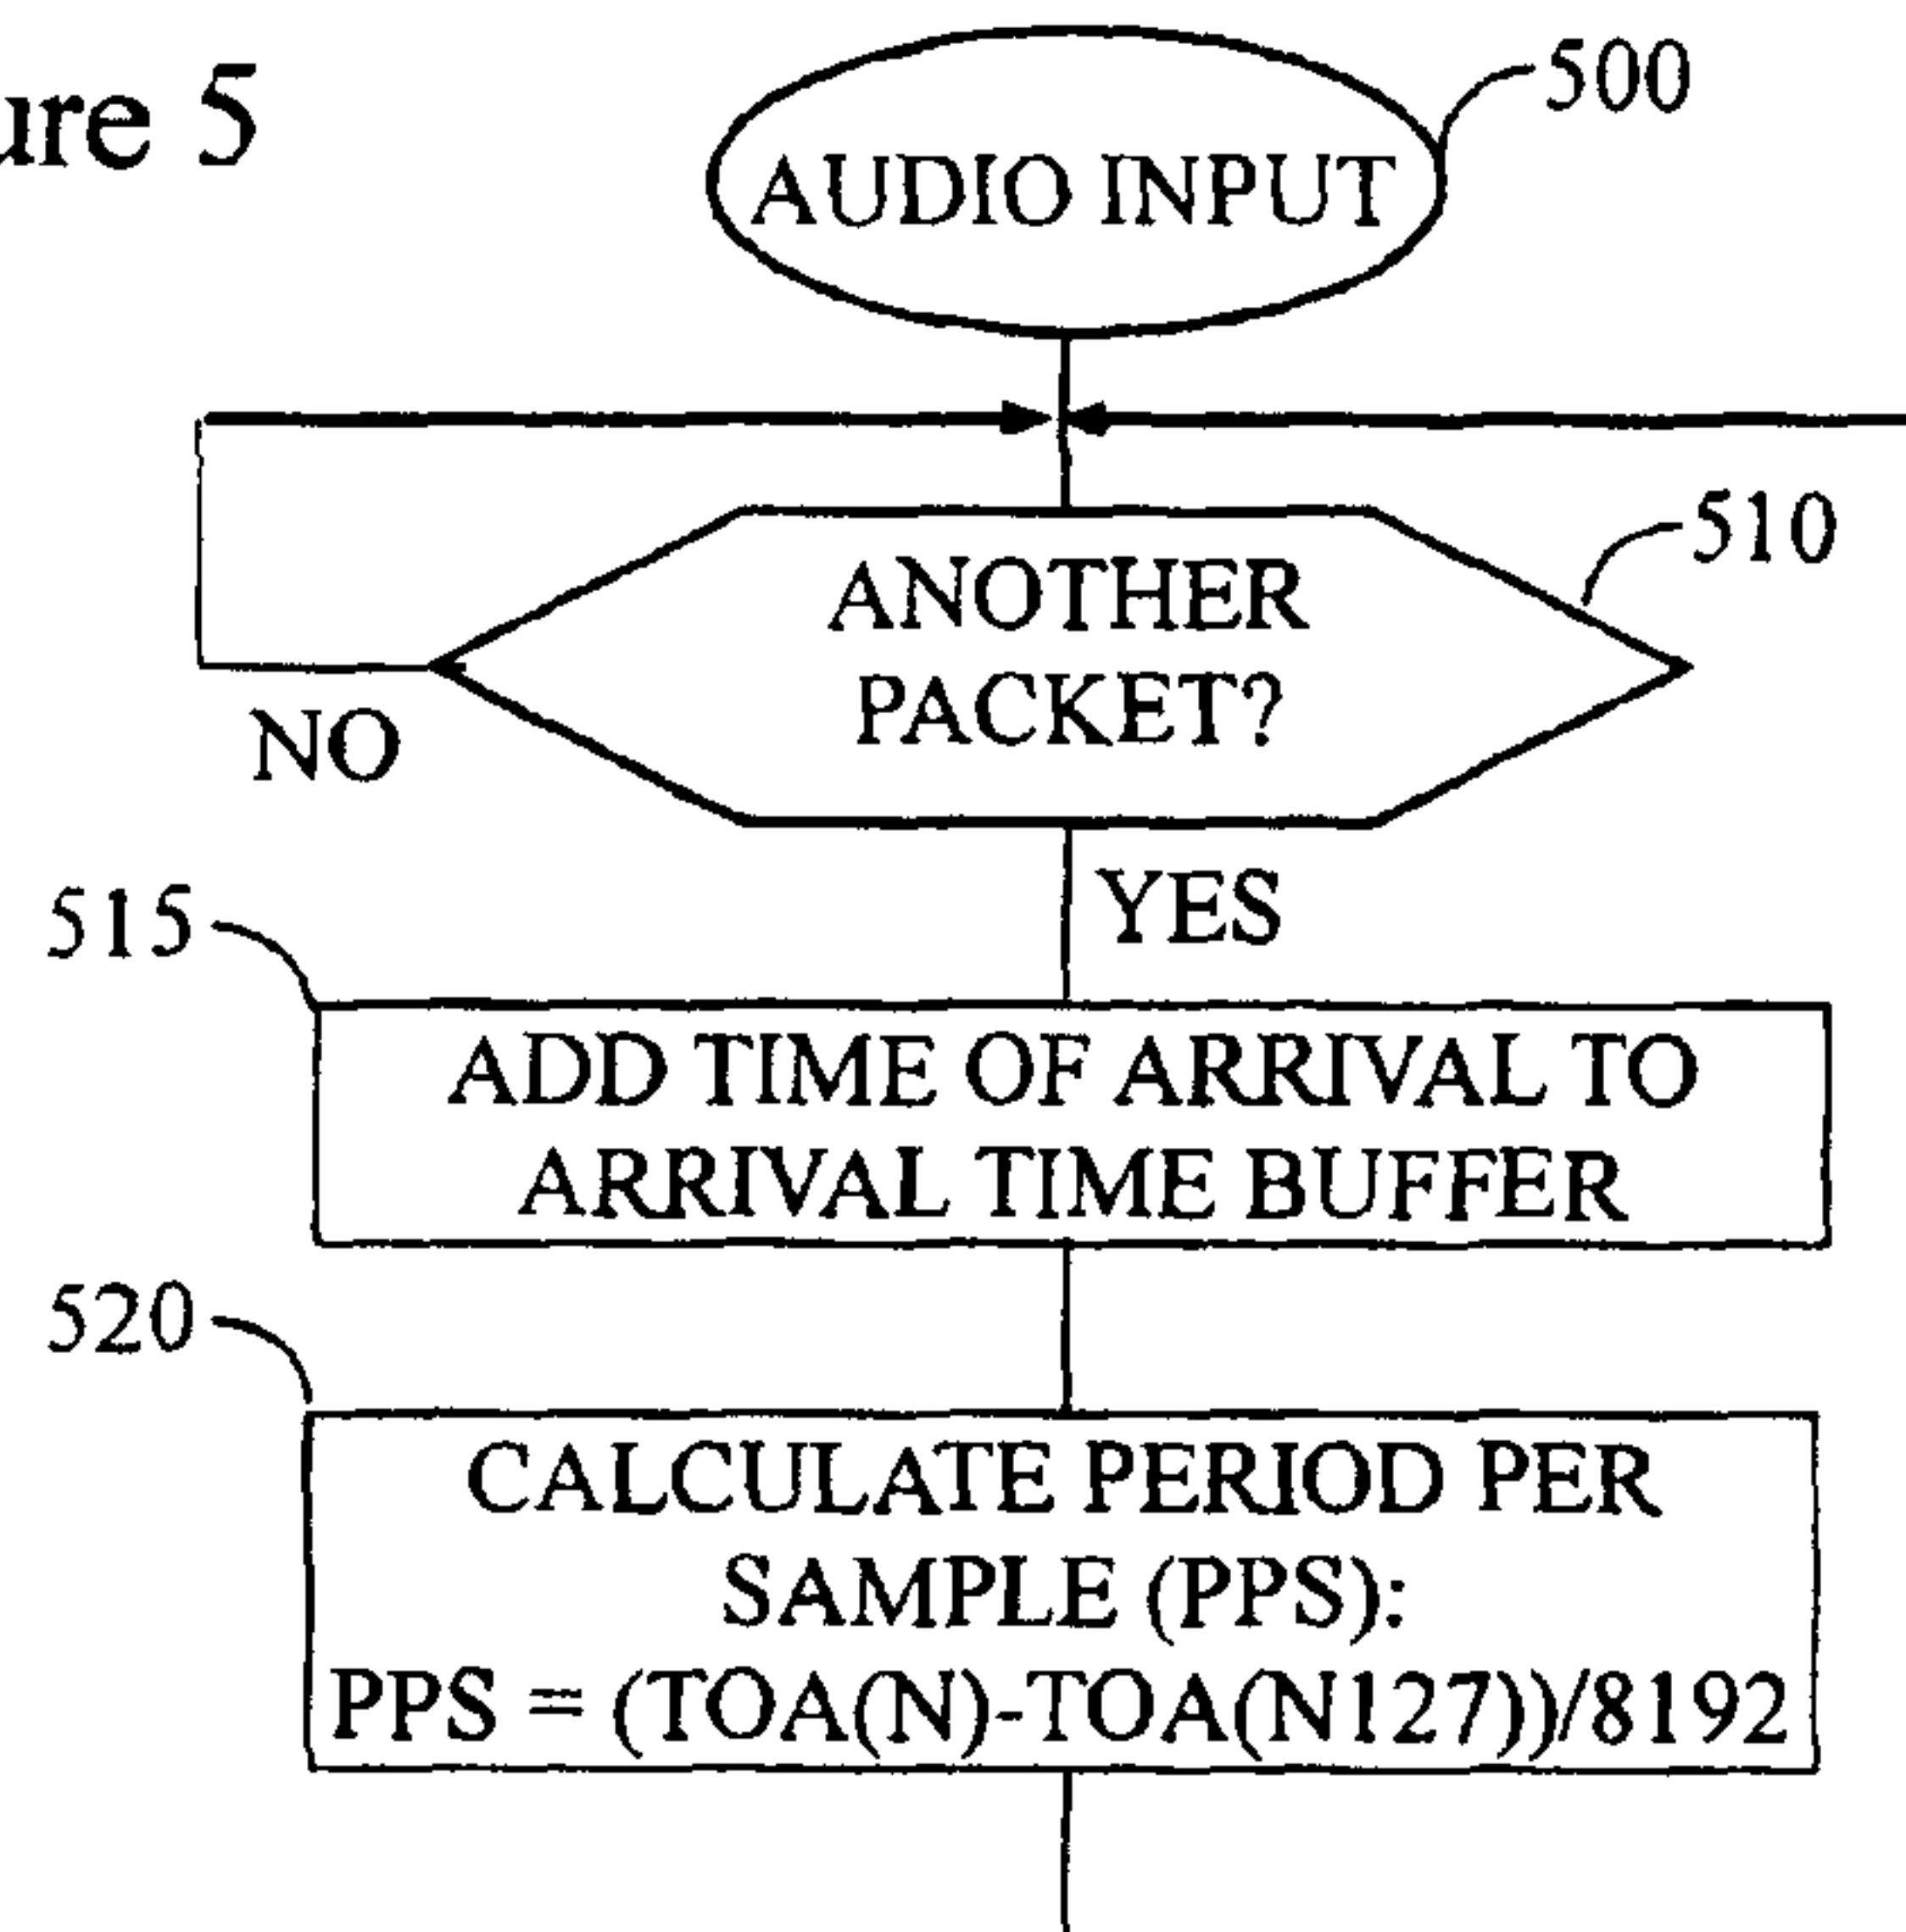 ure 5
500
AUDIO INPUT
510
ANOTHER
PACKET?
NO
YES
515
ADD TIME OF ARRIVAL TO
ARRIVAL TIME BUFFER
520
CALCULATE PERIOD PER
SAMPLE (PPS):
PPS = (TOA(N)-TOA(N127))/8192